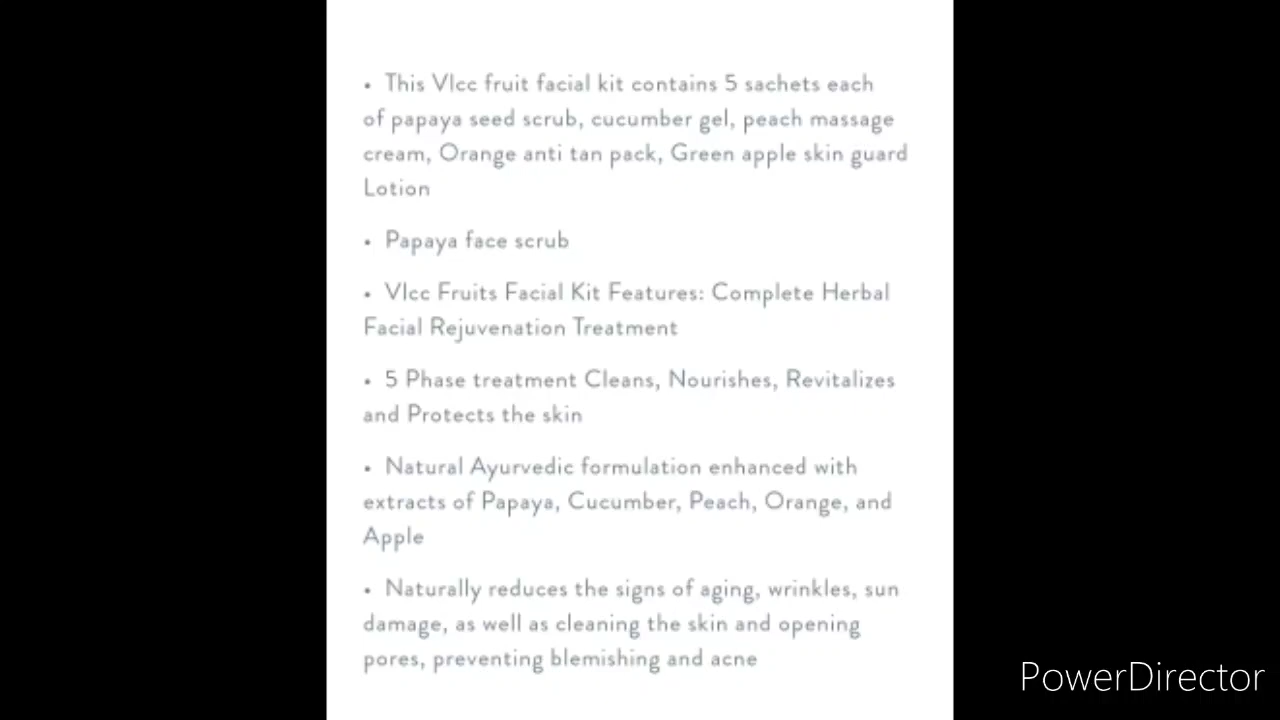 • This Vlcc fruit facial kit contains 5 sachets each
of papaya seed scrub, cucumber gel, peach massage
cream, Orange anti tan pack, Green apple skin guard
Lotion
• Papaya face scrub
• Vlcc Fruits Facial Kit Features: Complete Herbal
Facial Rejuvenation Treatment
• 5 Phase treatment Cleans, Nourishes, Revitalizes
and Protects the skin
• Natural Ayurvedic formulation enhanced with
extracts of Papaya, Cucumber, Peach, Orange, and
Apple
• Naturally reduces the signs of aging, wrinkles, sun
damage, as well as cleaning the skin and opening
pores, preventing blemishing and acne
PowerDirector